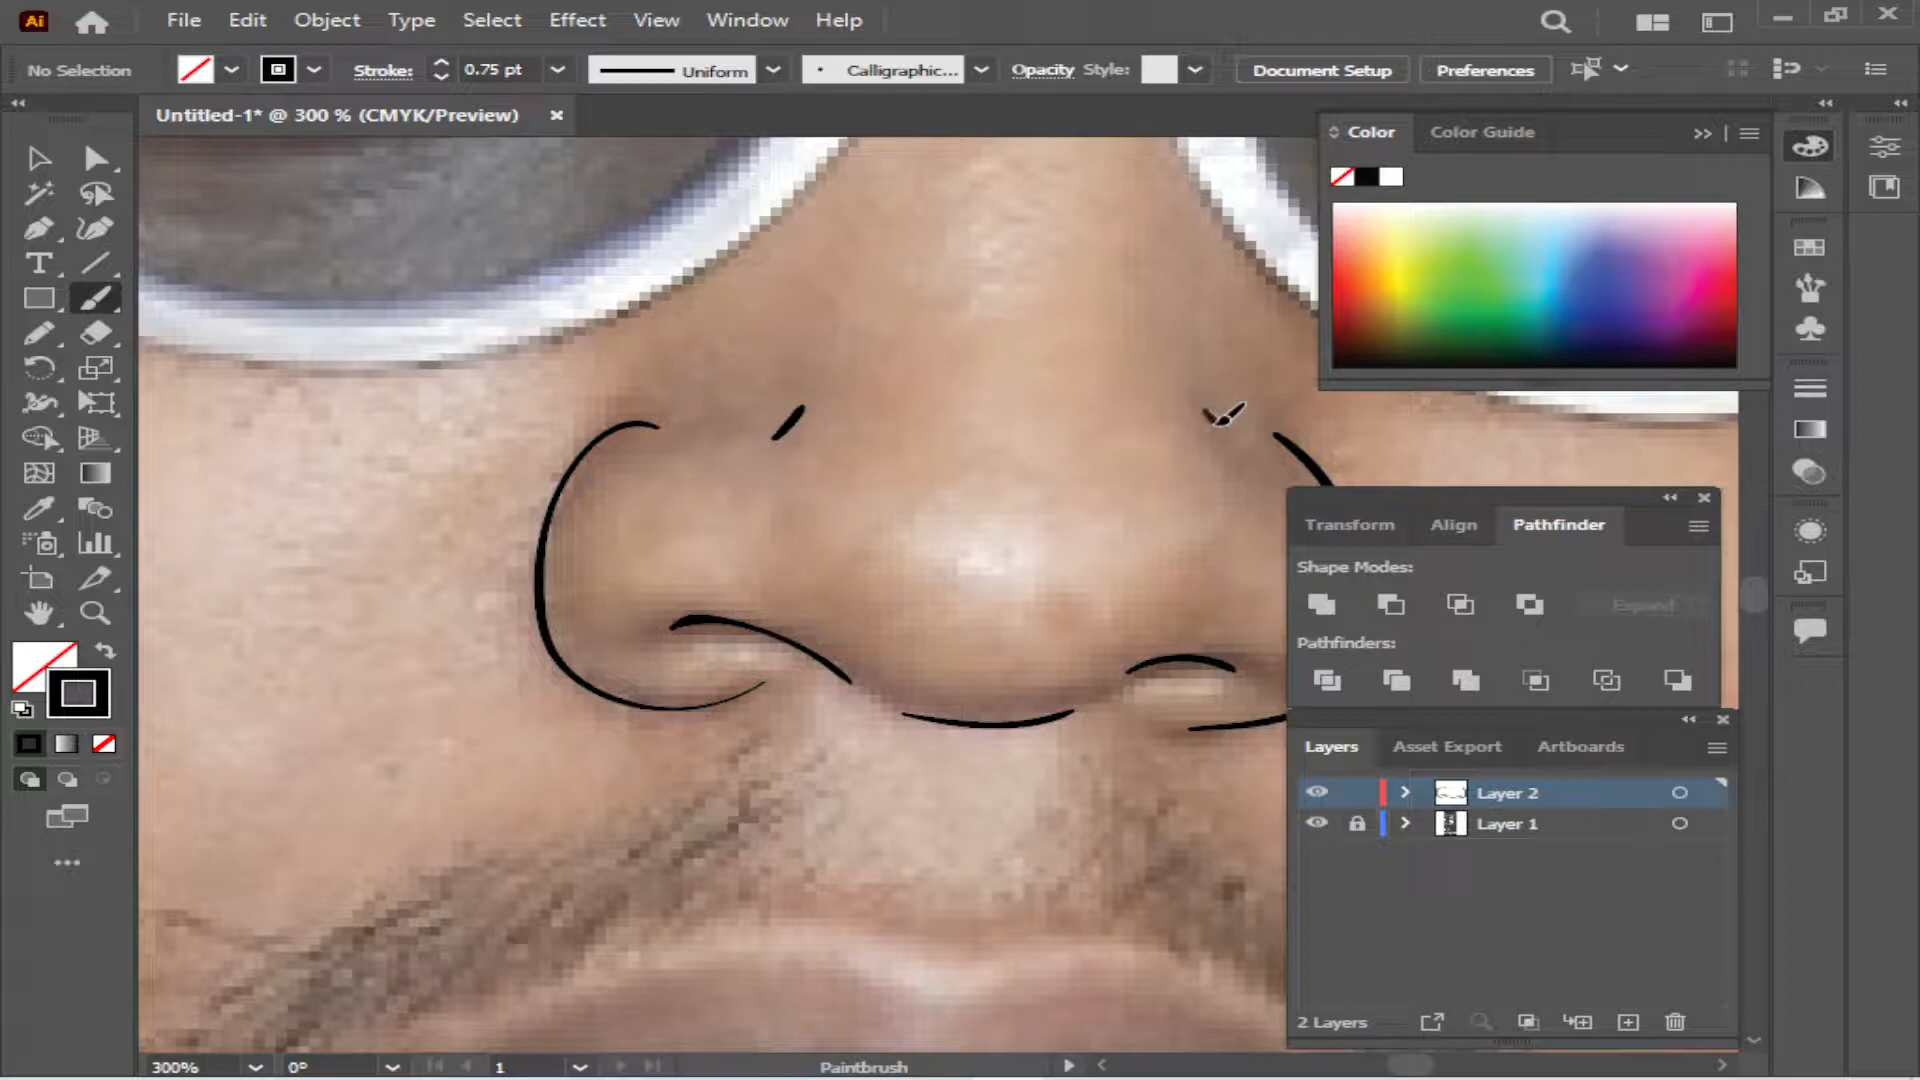 Ai File Edit Object Type Select Effect View Window Help
No Selection Stroke: 0.75 pt Uniform Calligraphic... Opacity Style: Document Setup Preferences
Untitled-1* @ 300 % (CMYK/Preview)
Color Color Guide
Transform Align Pathfinder
Shape Modes:
Expand
Pathfinders:
Layers Asset Export Artboards
Layer 2
Layer 1
2 Layers
300% 0° 1 Paintbrush